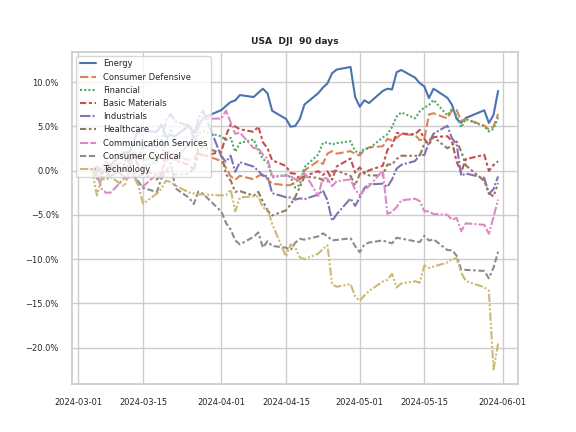 USA DJI 90 days
Energy
Consumer Defensive
Financial
Basic Materials
Industrials
Healthcare
Communication Services
Consumer Cyclical
Technology
10.0%
5.0%
0.0%
−5.0%
−10.0%
−15.0%
−20.0%
2024-03-01 2024-03-15 2024-04-01 2024-04-15 2024-05-01 2024-05-15 2024-06-01